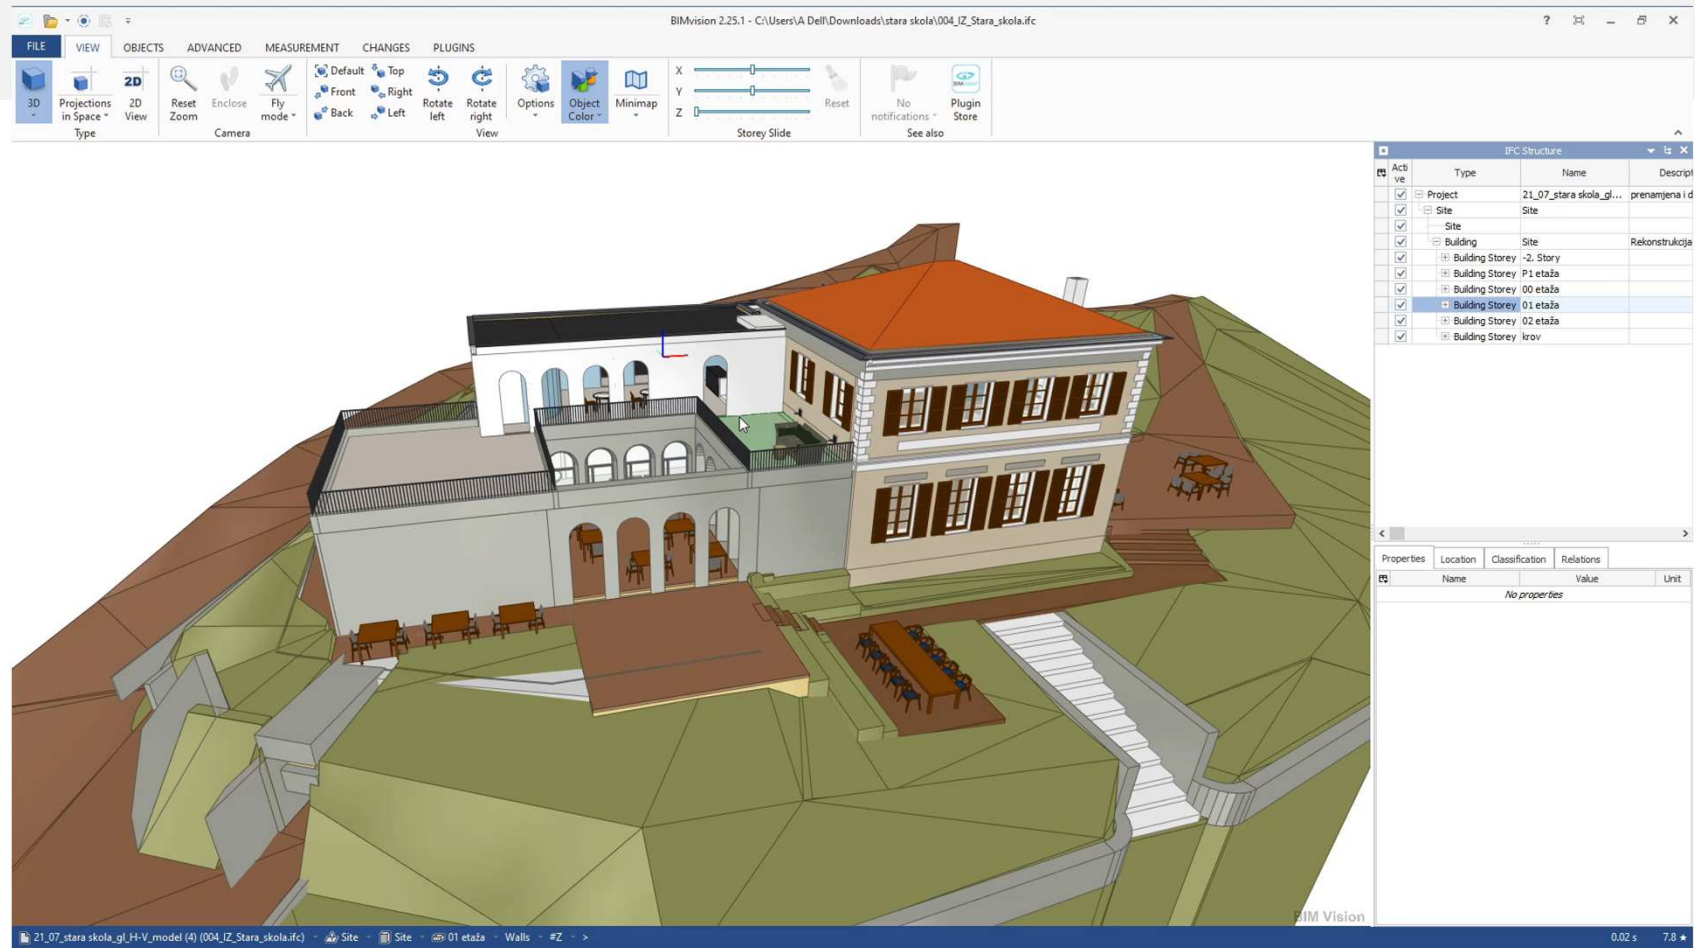 BIMvision 2.25.1 - C:\Users\A Dell\Downloads\stara skola\004_IZ_Stara_skola.ifc
FILE VIEW OBJECTS ADVANCED MEASUREMENT CHANGES PLUGINS
3D
Projections in Space
2D
2D View
Type
Reset Zoom
Enclose
Fly mode
Camera
Default Top
Front Right
Back Left
Rotate left
Rotate right
View
Options
Object Color
Minimap
X
Y
Z
Reset
Storey Slide
No notifications
Plugin Store
See also
IFC Structure
Active Type Name Descript
Project 21_07_stara skola_gl... prenamjena i d
Site Site
Site
Building Site Rekonstrukcija
Building Storey -2. Story
Building Storey P1 etaža
Building Storey 00 etaža
Building Storey 01 etaža
Building Storey 02 etaža
Building Storey krov
Properties Location Classification Relations
Name Value Unit
No properties
BIM Vision
21_07_stara skola_gl_H-V_model (4) (004_IZ_Stara_skola.ifc) Site Site 01 etaža Walls #Z > 0.02 s 7.8 ★